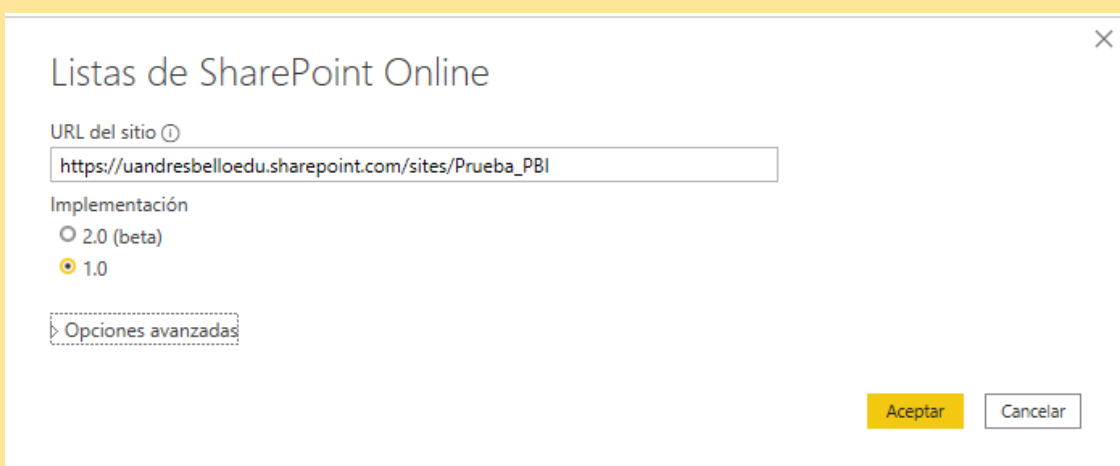 Listas de SharePoint Online
URL del sitio
https://uandresbelloedu.sharepoint.com/sites/Prueba_PBI
Implementación
2.0 (beta)
1.0
Opciones avanzadas
Aceptar Cancelar